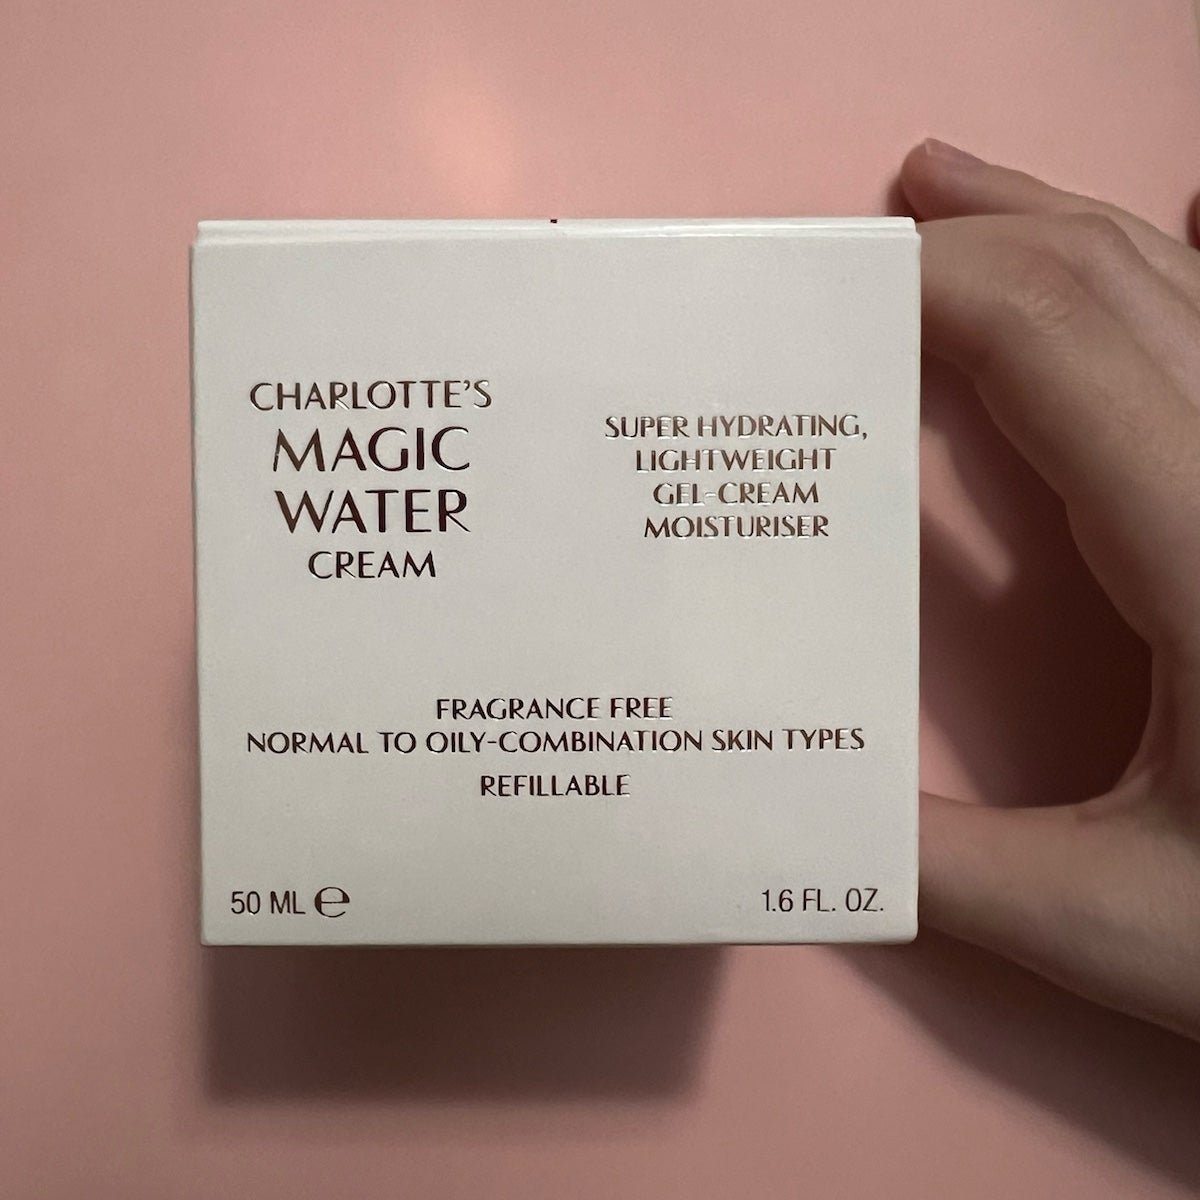 CHARLOTTE'S
MAGIC
WATER
CREAM
SUPER HYDRATING,
LIGHTWEIGHT
GEL-CREAM
MOISTURISER
FRAGRANCE FREE
NORMAL TO OILY-COMBINATION SKIN TYPES
REFILLABLE
50 ML ℮
1.6 FL. OZ.